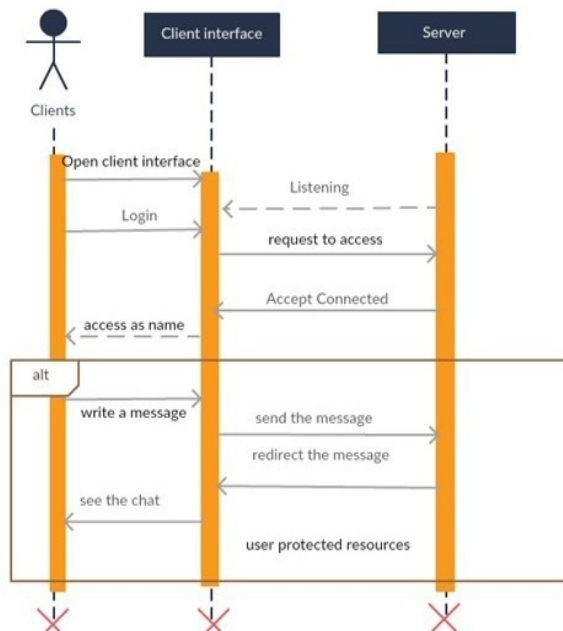 Client interface
Server
Clients
Open client interface
Listening
Login
request to access
Accept Connected
access as name
alt
write a message
send the message
redirect the message
see the chat
user protected resources